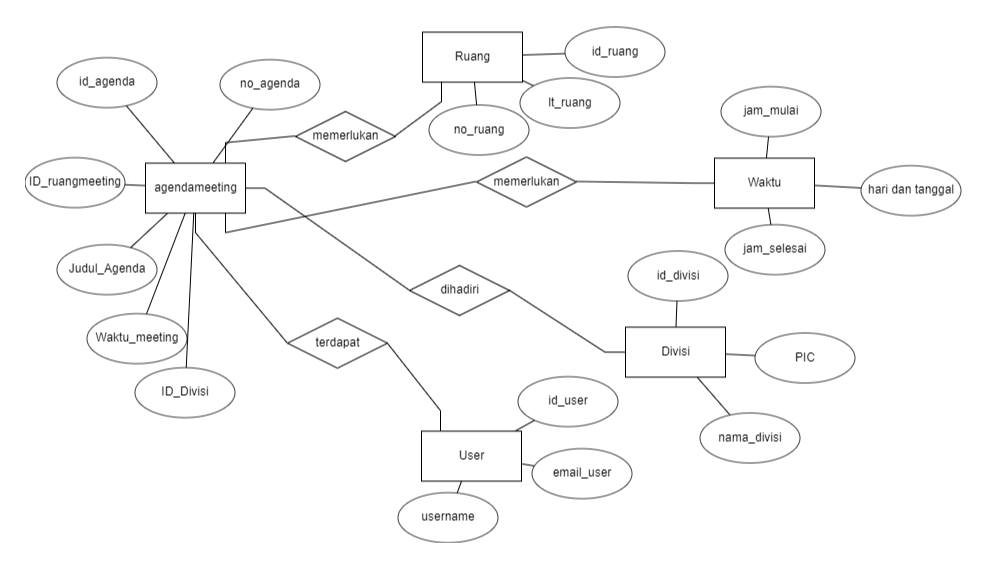 Ruang
id_ruang
id_agenda
no_agenda
lt_ruang
jam_mulai
memerlukan
no_ruang
ID_ruangmeeting
agendameeting
memerlukan
Waktu
hari dan tanggal
Judul_Agenda
jam_selesai
id_divisi
dihadiri
Waktu_meeting
terdapat
Divisi
PIC
ID_Divisi
id_user
nama_divisi
User
email_user
username